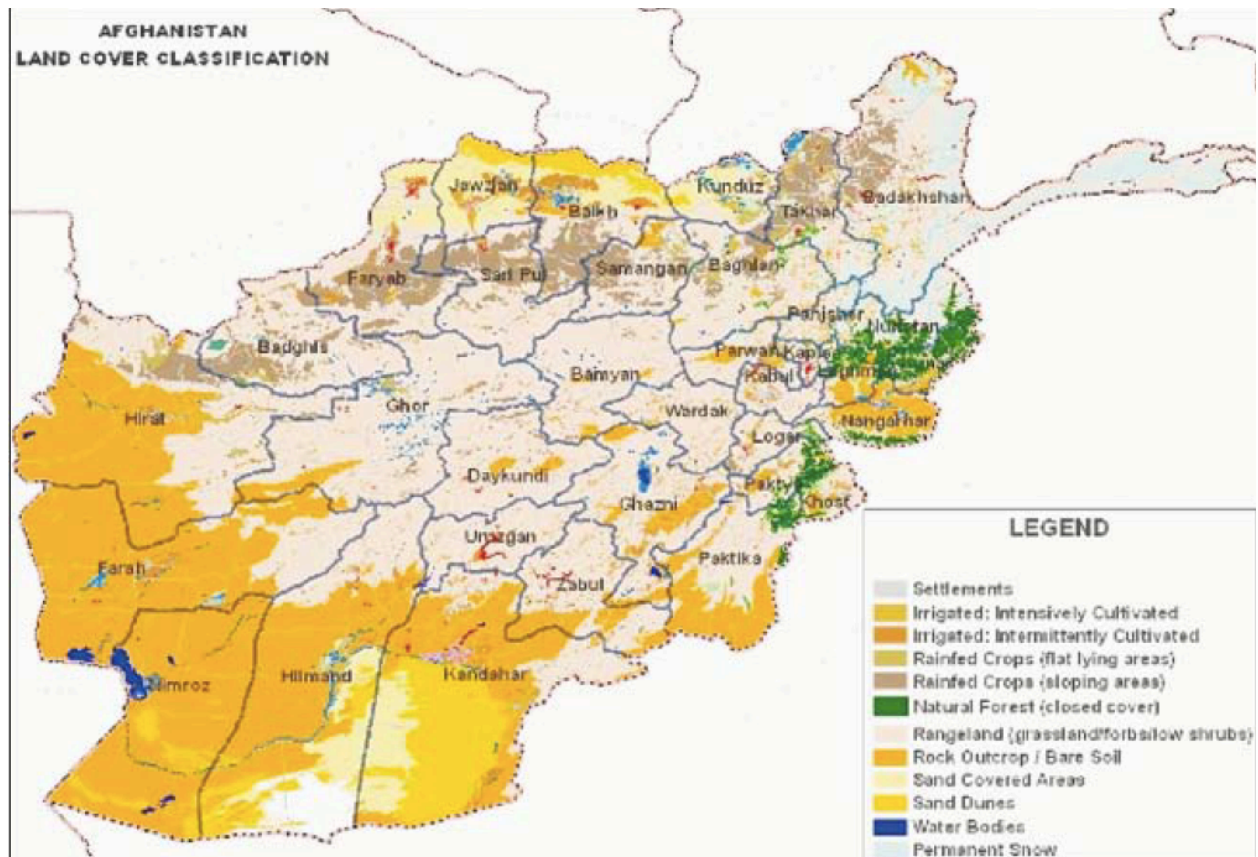 AFGHANISTAN
LAND COVER CLASSIFICATION
Jawzjan
Balkh
Kunduz
Takhar
Badakhshan
Faryab
Sari Pul
Samangan
Baghlan
Badghis
Panjsher
Nuristan
Parwan
Kapisa
Kabul
Laghman
Bamyan
Hirat
Ghor
Wardak
Nangarhar
Logar
Daykundi
Ghazni
Paktya
Khost
Uruzgan
Paktika
Farah
Zabul
Nimroz
Hilmand
Kandahar
LEGEND
Settlements
Irrigated: Intensively Cultivated
Irrigated: Intermittently Cultivated
Rainfed Crops (flat lying areas)
Rainfed Crops (sloping areas)
Natural Forest (closed cover)
Rangeland (grassland/forbs/low shrubs)
Rock Outcrop / Bare Soil
Sand Covered Areas
Sand Dunes
Water Bodies
Permanent Snow